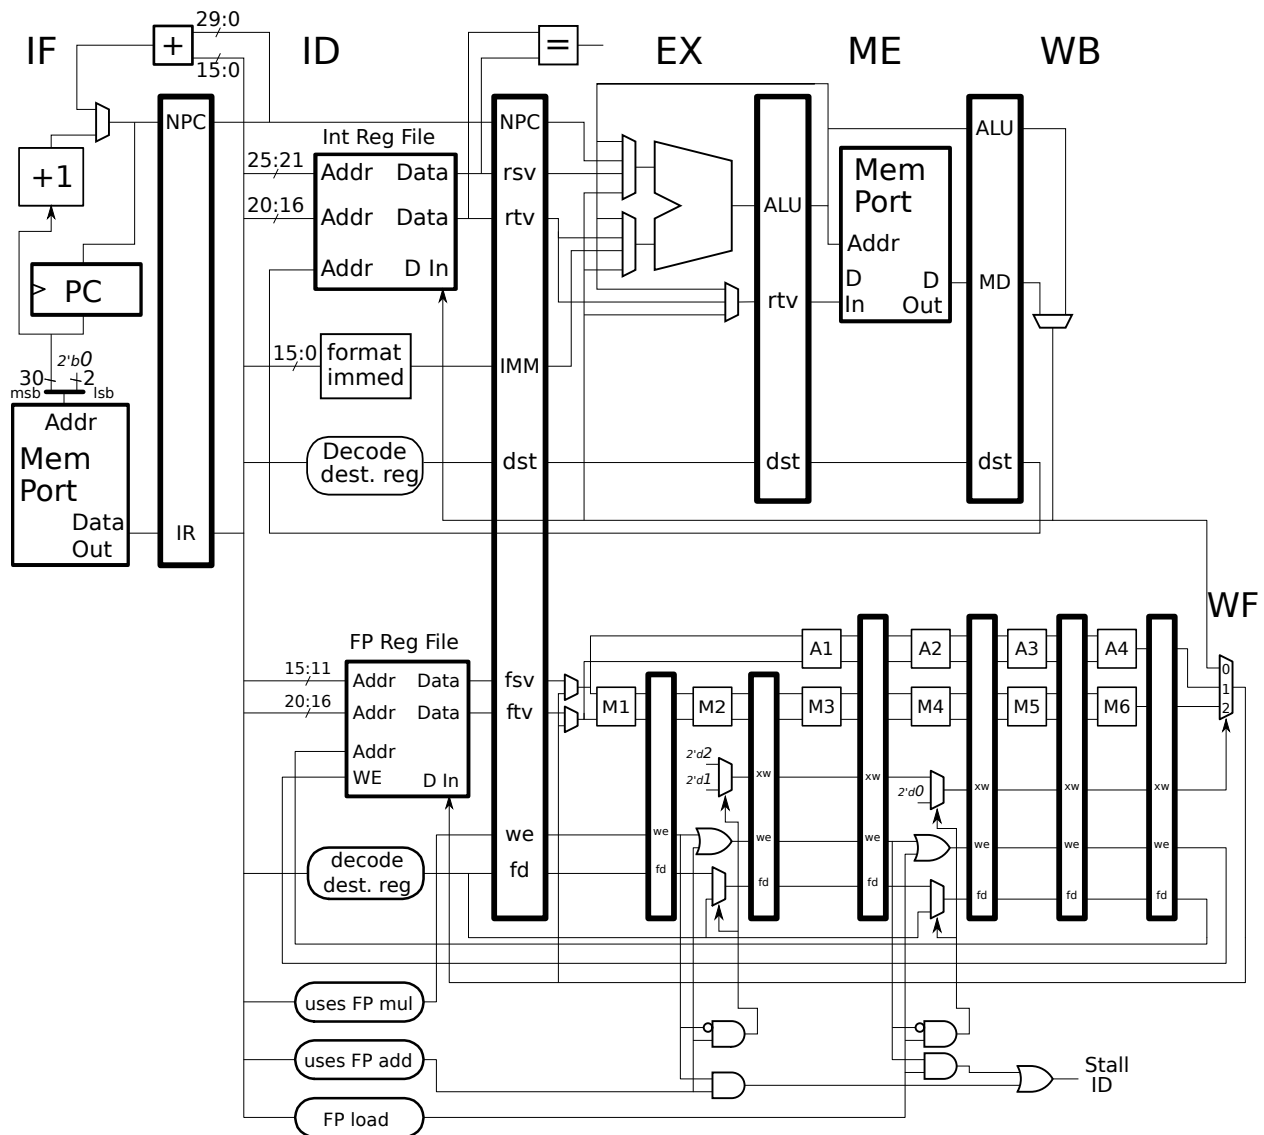 IF
ID
EX
ME
WB
29:0
15:0
+
=
NPC
+1
PC
2'b0
30
2
msb
lsb
Addr
Mem
Port
Data
Out
IR
Int Reg File
25:21
Addr
Data
20:16
Addr
Data
Addr
D In
15:0
format
immed
Decode
dest. reg
NPC
rsv
rtv
IMM
dst
ALU
rtv
dst
Mem
Port
Addr
D
In
D
Out
ALU
MD
dst
WF
FP Reg File
15:11
Addr
Data
20:16
Addr
Data
Addr
WE
D In
fsv
ftv
we
fd
decode
dest. reg
A1
A2
A3
A4
M1
M2
M3
M4
M5
M6
0
1
2
2'd2
2'd1
2'd0
xw
xw
xw
xw
xw
we
we
we
we
we
we
fd
fd
fd
fd
fd
fd
uses FP mul
uses FP add
FP load
Stall
ID